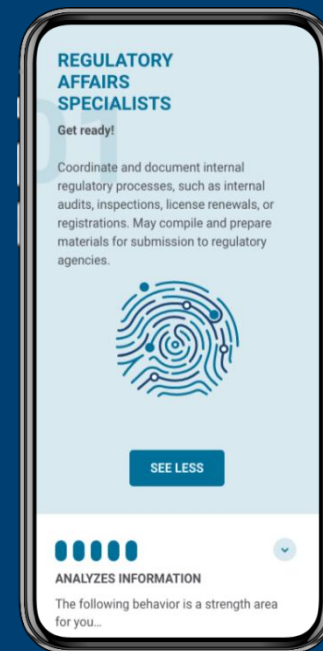 01
REGULATORY
AFFAIRS
SPECIALISTS
Get ready!
Coordinate and document internal
regulatory processes, such as internal
audits, inspections, license renewals, or
registrations. May compile and prepare
materials for submission to regulatory
agencies.
SEE LESS
ANALYZES INFORMATION
The following behavior is a strength area
for you...